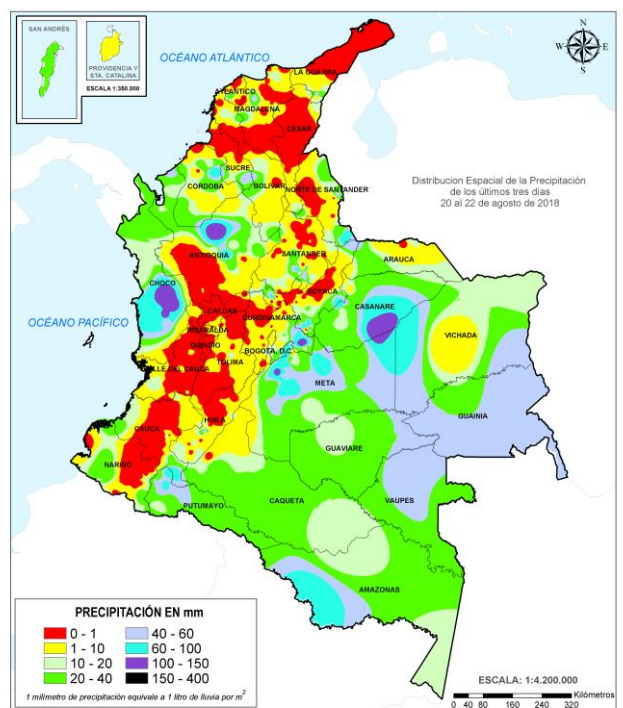 SAN ANDRÉS
PROVIDENCIA Y
STA. CATALINA
ESCALA 1:350.000
OCÉANO ATLÁNTICO
N
W
E
S
LA GUAJIRA
ATLANTICO
MAGDALENA
CESAR
Distribucion Espacial de la Precipitación
de los últimos tres días
20 al 22 de agosto de 2018
SUCRE
CORDOBA
BOLIVAR
NORTE DE SANTANDER
ANTIOQUIA
SANTANDER
ARAUCA
CHOCO
BOYACA
CASANARE
OCÉANO PACÍFICO
CALDAS
CUNDINAMARCA
VICHADA
RISARALDA
QUINDIO
BOGOTA, D.C.
TOLIMA
VALLE DEL CAUCA
META
GUAINIA
CAUCA
HUILA
GUAVIARE
NARIÑO
CAQUETA
VAUPES
PUTUMAYO
AMAZONAS
PRECIPITACIÓN EN mm
0 - 1
40 - 60
1 - 10
60 - 100
10 - 20
100 - 150
20 - 40
150 - 400
1 milímetro de precipitación equivale a 1 litro de lluvia por m²
ESCALA: 1:4.200.000
Kilómetros
0 40 80 160 240 320